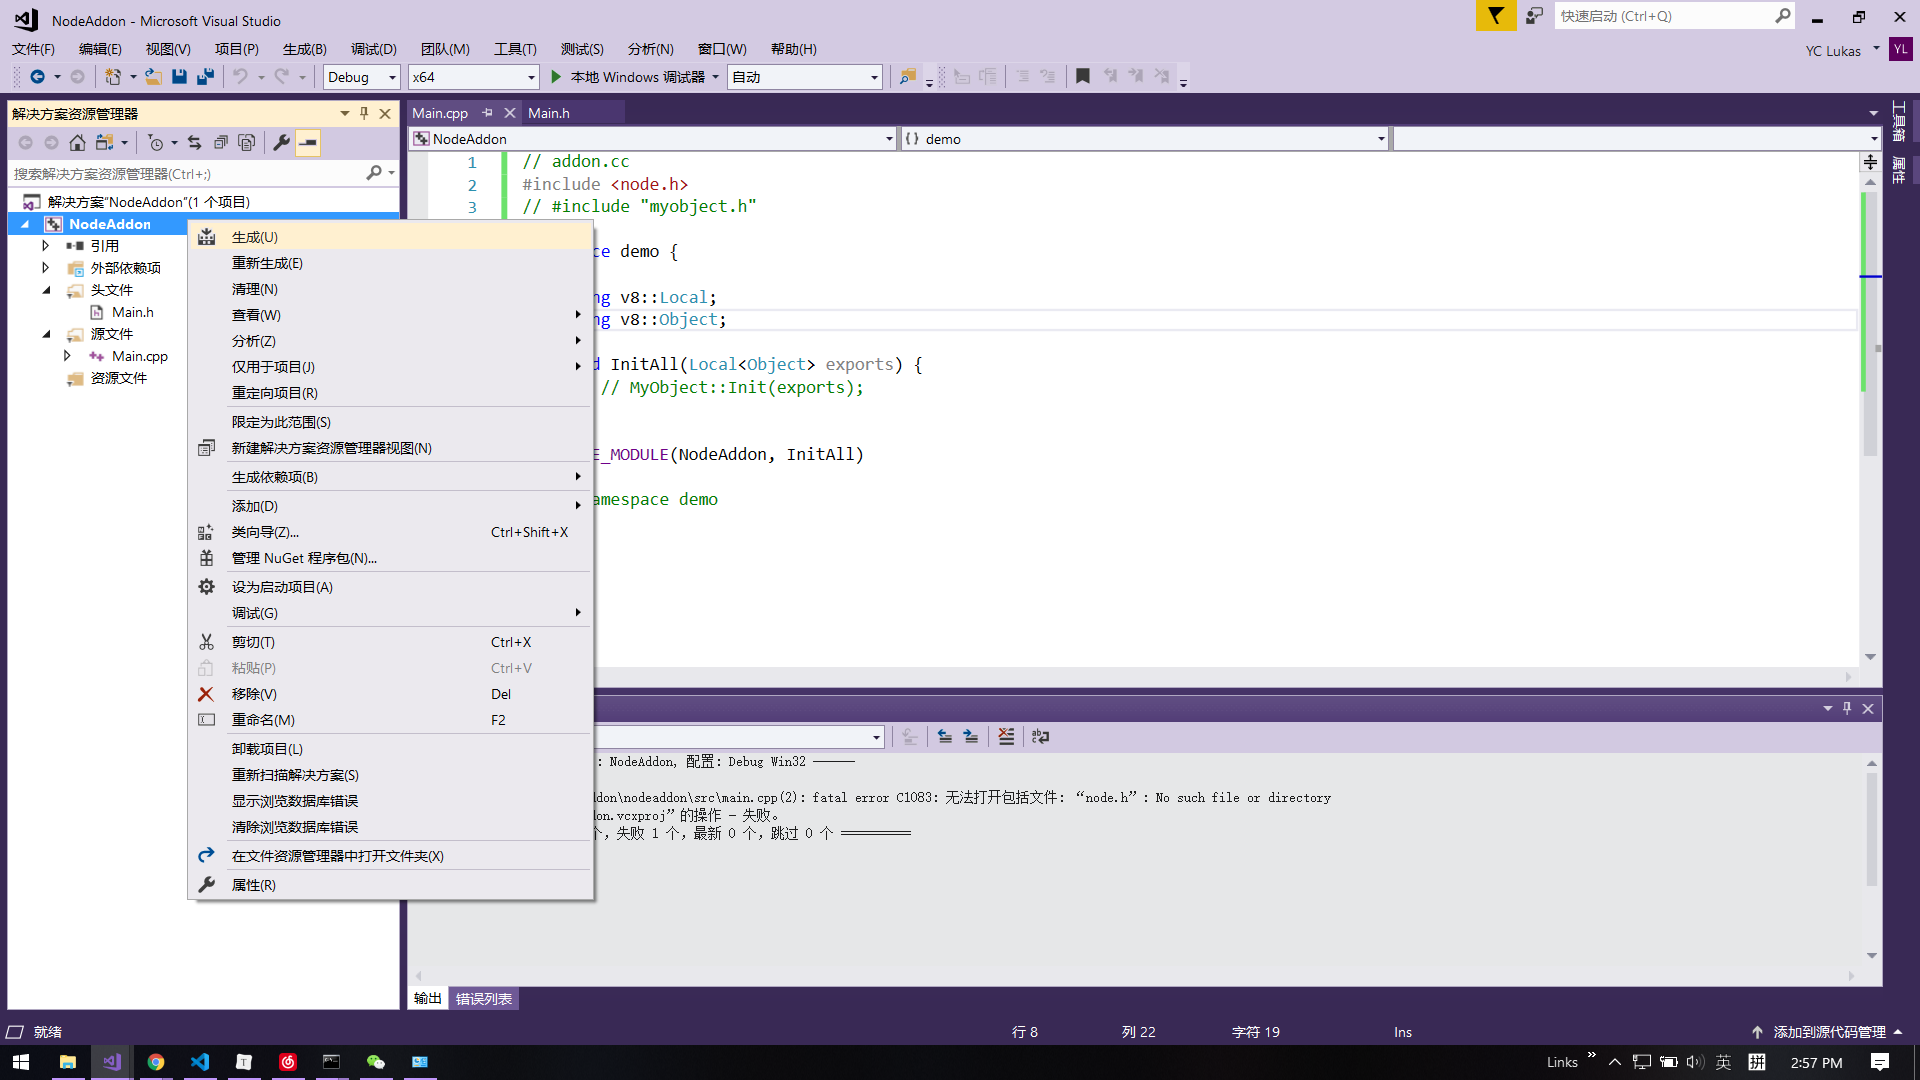 NodeAddon - Microsoft Visual Studio
快速启动 (Ctrl+Q)
文件(F) 编辑(E) 视图(V) 项目(P) 生成(B) 调试(D) 团队(M) 工具(T) 测试(S) 分析(N) 窗口(W) 帮助(H)
YC Lukas YL
Debug x64 本地 Windows 调试器 自动
解决方案资源管理器
搜索解决方案资源管理器(Ctrl+;)
解决方案"NodeAddon"(1 个项目)
NodeAddon
引用
外部依赖项
头文件
Main.h
源文件
Main.cpp
资源文件
生成(U)
重新生成(E)
清理(N)
查看(W)
分析(Z)
仅用于项目(J)
重定向项目(R)
限定为此范围(S)
新建解决方案资源管理器视图(N)
生成依赖项(B)
添加(D)
类向导(Z)... Ctrl+Shift+X
管理 NuGet 程序包(N)...
设为启动项目(A)
调试(G)
剪切(T) Ctrl+X
粘贴(P) Ctrl+V
移除(V) Del
重命名(M) F2
卸载项目(L)
重新扫描解决方案(S)
显示浏览数据库错误
清除浏览数据库错误
在文件资源管理器中打开文件夹(X)
属性(R)
Main.cpp Main.h
NodeAddon {} demo
1 // addon.cc
2 #include <node.h>
3 // #include "myobject.h"
ce demo {
ng v8::Local;
ng v8::Object;
d InitAll(Local<Object> exports) {
// MyObject::Init(exports);
E_MODULE(NodeAddon, InitAll)
amespace demo
: NodeAddon, 配置: Debug Win32 ------
ddon\nodeaddon\src\main.cpp(2): fatal error C1083: 无法打开包括文件: “node.h”: No such file or directory
don.vcxproj”的操作 - 失败。
个，失败 1 个，最新 0 个，跳过 0 个 ==========
输出 错误列表
工具箱
属性
就绪 行 8 列 22 字符 19 Ins 添加到源代码管理
Links 英 拼 2:57 PM